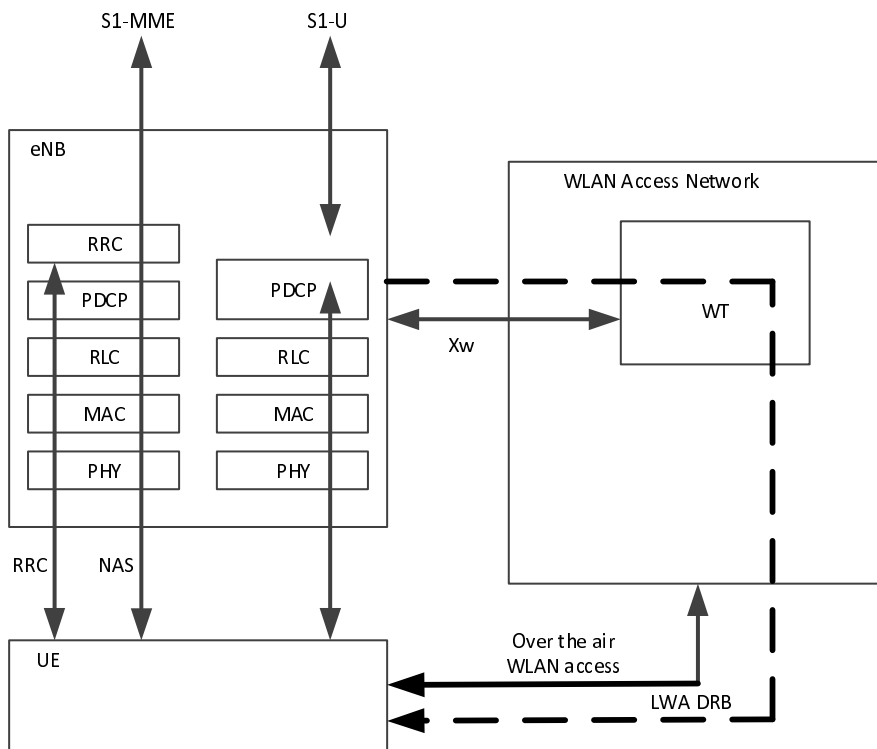 S1-MME
S1-U
eNB
WLAN Access Network
RRC
PDCP
PDCP
WT
Xw
RLC
RLC
MAC
MAC
PHY
PHY
RRC
NAS
Over the air
WLAN access
UE
LWA DRB